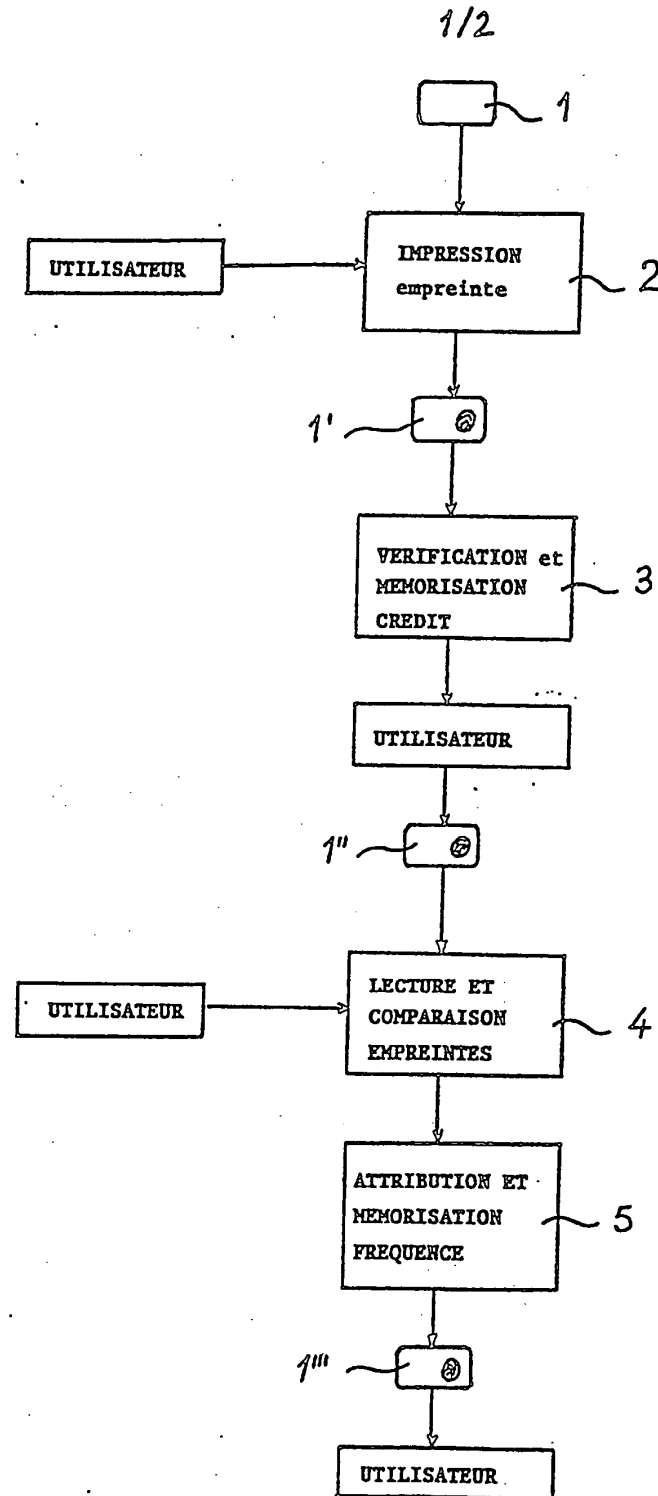 1/2
1
UTILISATEUR
IMPRESSION
empreinte
2
1'
VERIFICATION et
MEMORISATION
CREDIT
3
UTILISATEUR
1"
UTILISATEUR
LECTURE ET
COMPARAISON
EMPREINTES
4
ATTRIBUTION ET
MEMORISATION
FREQUENCE
5
1'''
UTILISATEUR